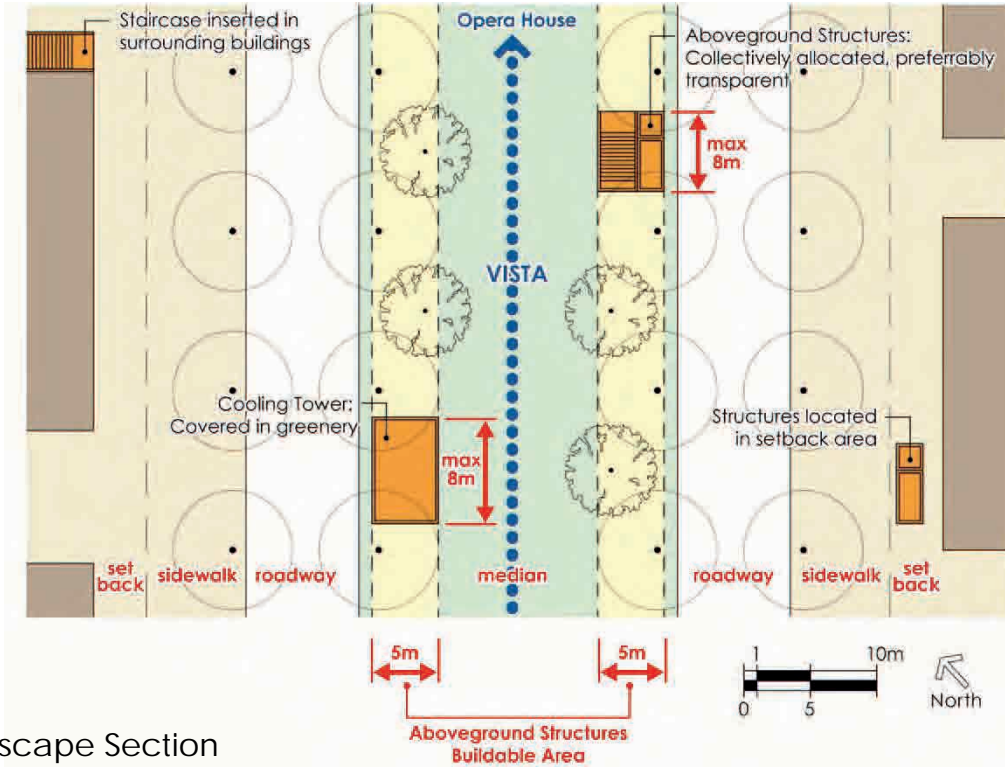 Staircase inserted in
surrounding buildings
Opera House
Aboveground Structures:
Collectively allocated, preferrably
transparent
max
8m
VISTA
Cooling Tower:
Covered in greenery
max
8m
Structures located
in setback area
set
back
sidewalk
roadway
median
roadway
sidewalk
set
back
5m
5m
Aboveground Structures
Buildable Area
1
10m
0
5
North
scape Section